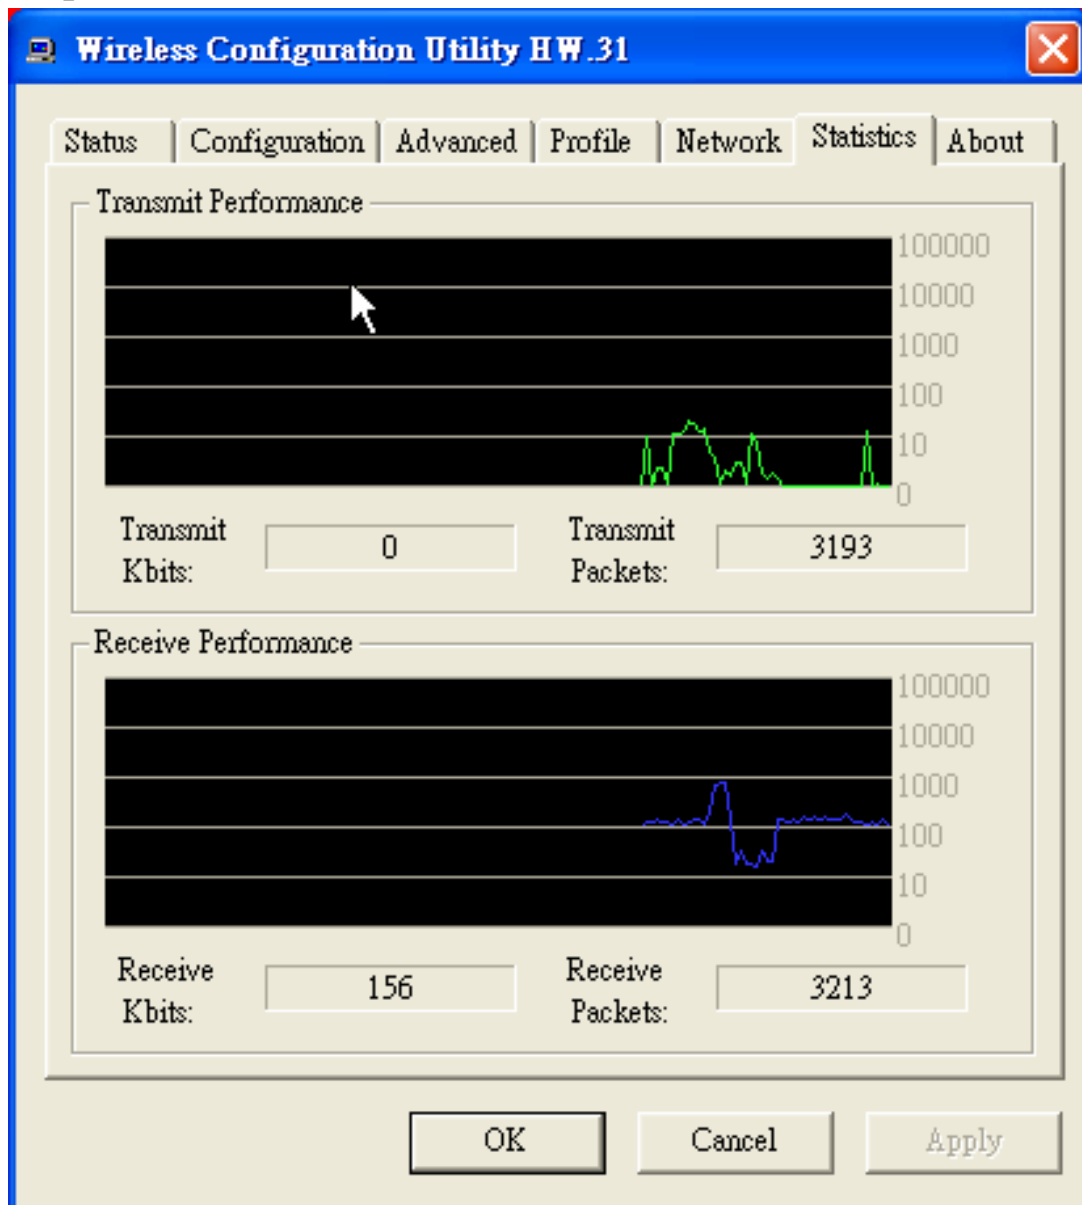 Wireless Configuration Utility HW.31
Status Configuration Advanced Profile Network Statistics About
Transmit Performance
100000
10000
1000
100
10
0
Transmit Kbits: 0 Transmit Packets: 3193
Receive Performance
100000
10000
1000
100
10
0
Receive Kbits: 156 Receive Packets: 3213
OK Cancel Apply